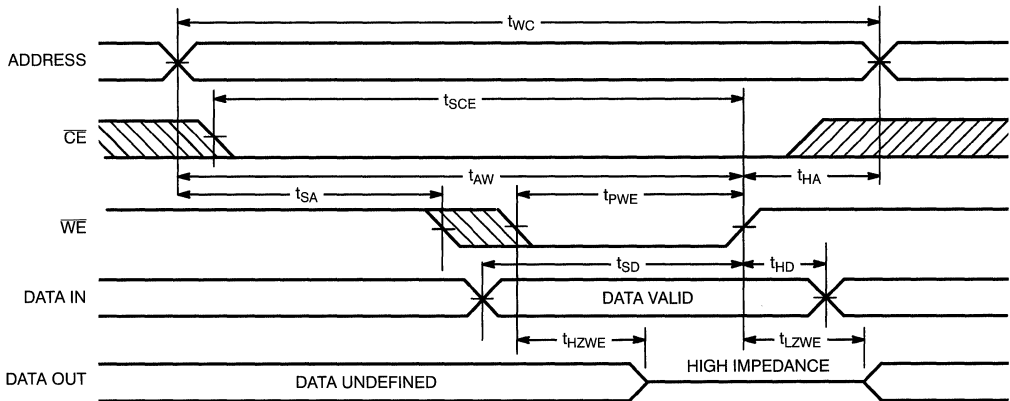 tWC
ADDRESS
tSCE
CE
tAW
tHA
tSA
tPWE
WE
tSD
tHD
DATA IN
DATA VALID
tHZWE
tLZWE
HIGH IMPEDANCE
DATA OUT
DATA UNDEFINED